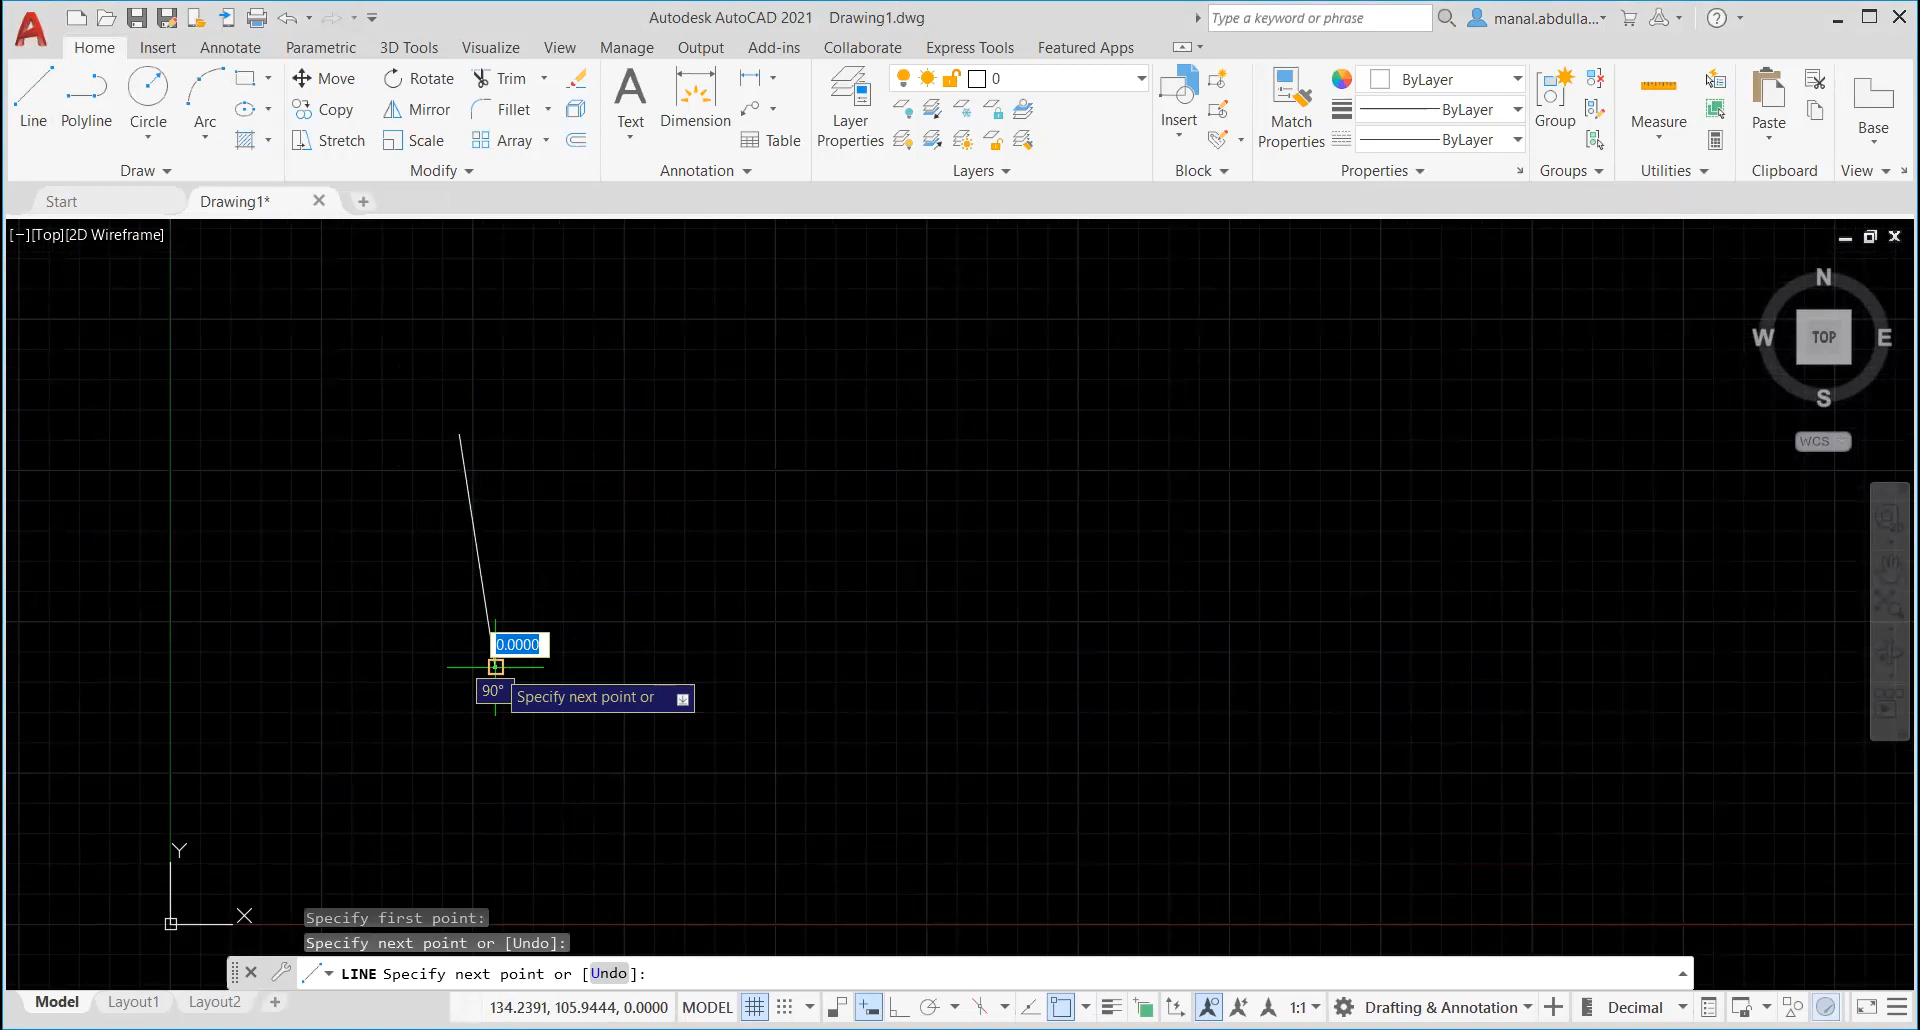 Autodesk AutoCAD 2021 Drawing1.dwg
Type a keyword or phrase
manal.abdulla...
Home Insert Annotate Parametric 3D Tools Visualize View Manage Output Add-ins Collaborate Express Tools Featured Apps
Line Polyline Circle Arc
Move Rotate Trim
Copy Mirror Fillet
Stretch Scale Array
Text Dimension Table
Layer Properties
0
Insert
Match Properties
ByLayer
ByLayer
ByLayer
Group
Measure
Paste
Base
Draw Modify Annotation Layers Block Properties Groups Utilities Clipboard View
Start Drawing1*
[−][Top][2D Wireframe]
N
W TOP E
S
WCS
0.0000
90° Specify next point or
Y
X
Specify first point:
Specify next point or [Undo]:
LINE Specify next point or [Undo]:
Model Layout1 Layout2
134.2391, 105.9444, 0.0000 MODEL 1:1 Drafting & Annotation Decimal